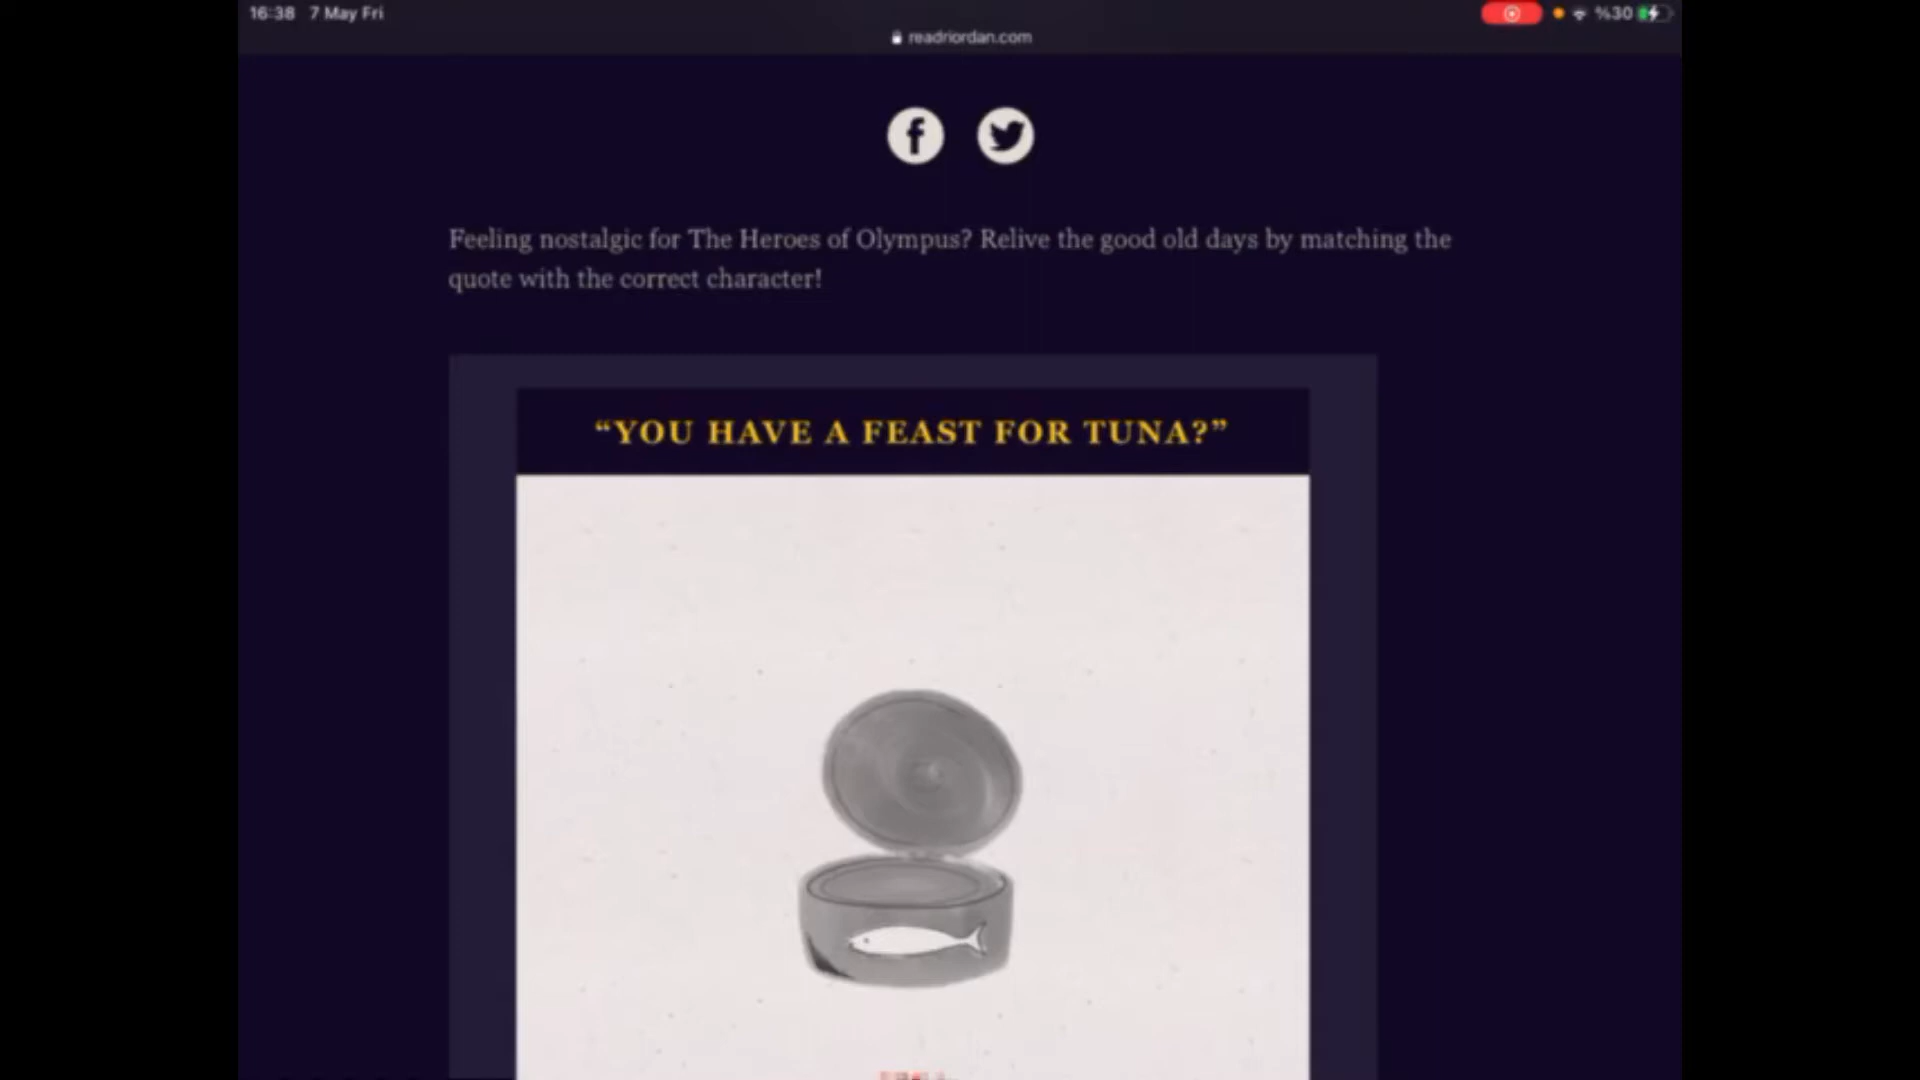 16:38 7 May Fri
%30
readriordan.com
Feeling nostalgic for The Heroes of Olympus? Relive the good old days by matching the
quote with the correct character!
“YOU HAVE A FEAST FOR TUNA?”